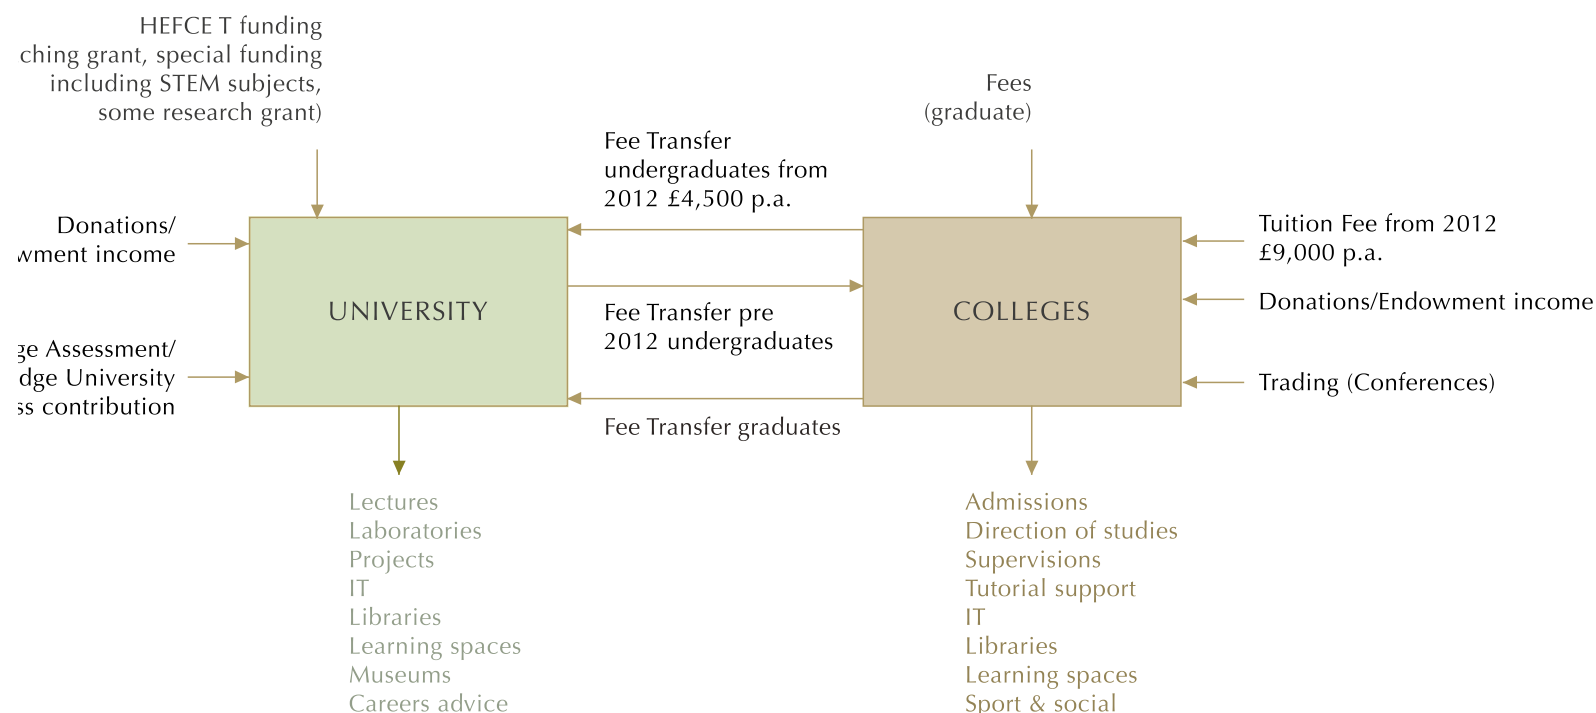 HEFCE T funding
ching grant, special funding
including STEM subjects,
some research grant)
Fees
(graduate)
Fee Transfer
undergraduates from
2012 £4,500 p.a.
Donations/
wment income
Tuition Fee from 2012
£9,000 p.a.
UNIVERSITY
COLLEGES
Donations/Endowment income
Fee Transfer pre
2012 undergraduates
ge Assessment/
dge University
ss contribution
Trading (Conferences)
Fee Transfer graduates
Lectures
Laboratories
Projects
IT
Libraries
Learning spaces
Museums
Careers advice
Admissions
Direction of studies
Supervisions
Tutorial support
IT
Libraries
Learning spaces
Sport & social